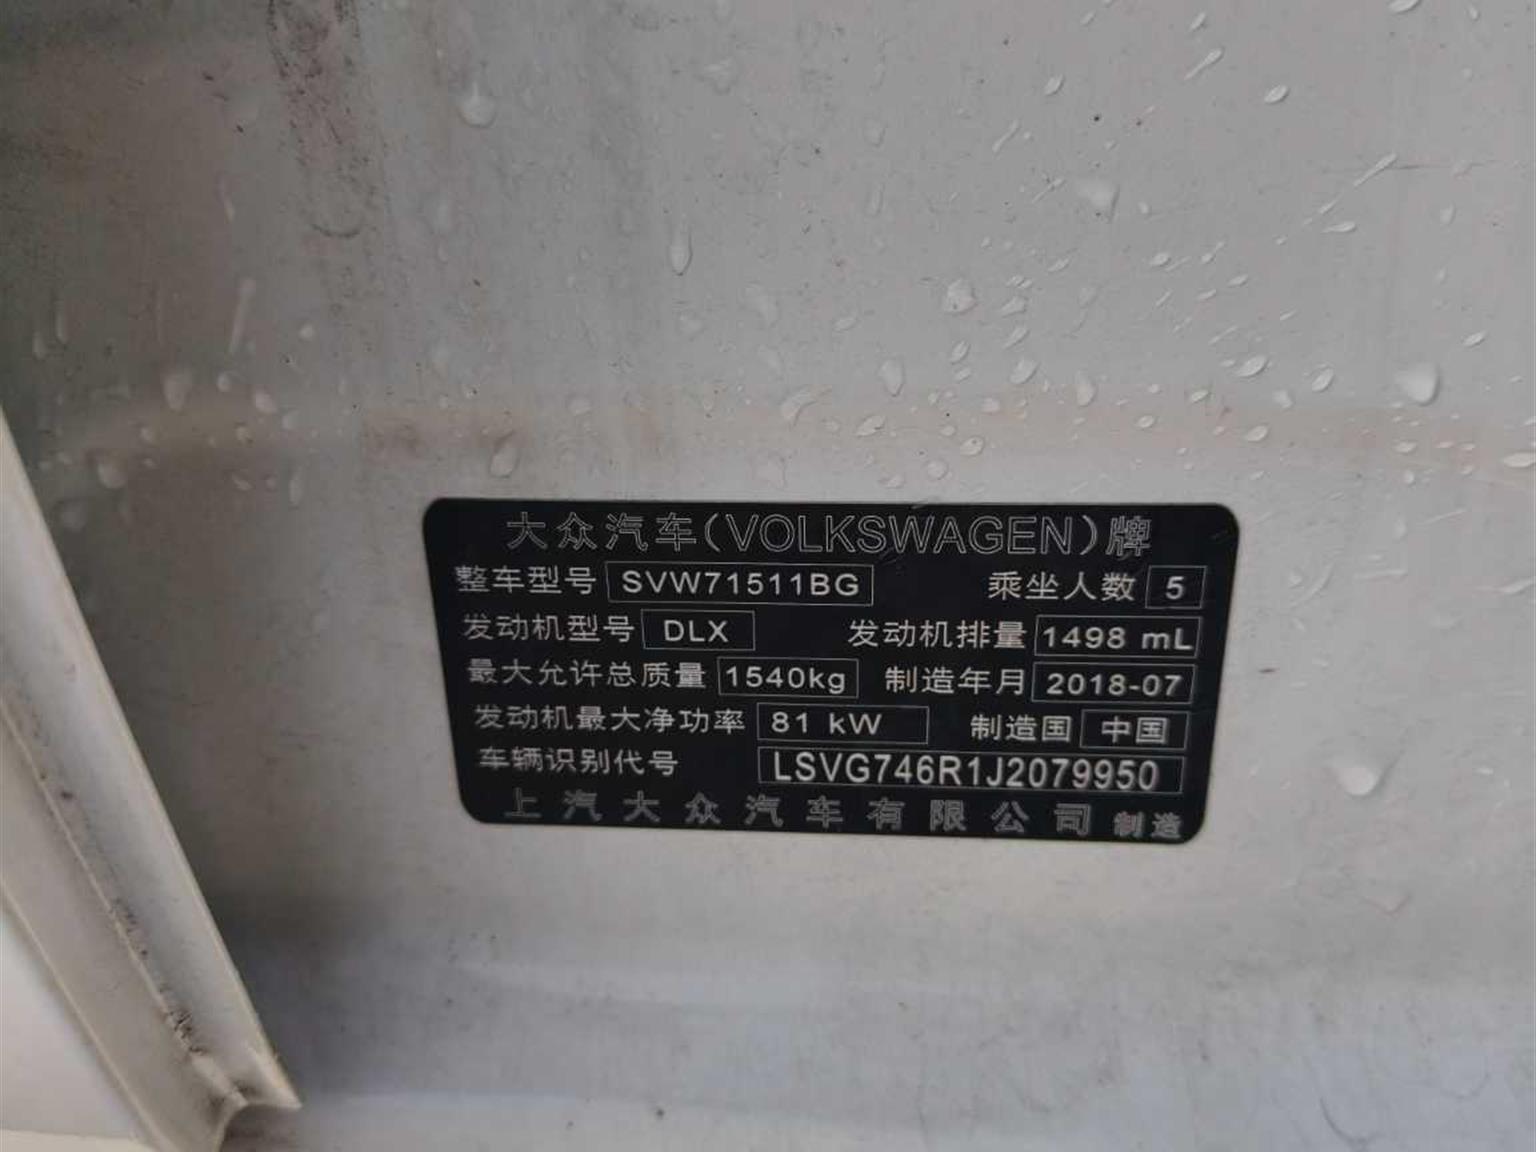 大众汽车(VOLKSWAGEN)牌
整车型号 SVW71511BG 乘坐人数 5
发动机型号 DLX 发动机排量 1498 mL
最大允许总质量 1540kg 制造年月 2018-07
发动机最大净功率 81 kW 制造国 中国
车辆识别代号 LSVG746R1J2079950
上汽大众汽车有限公司 制造